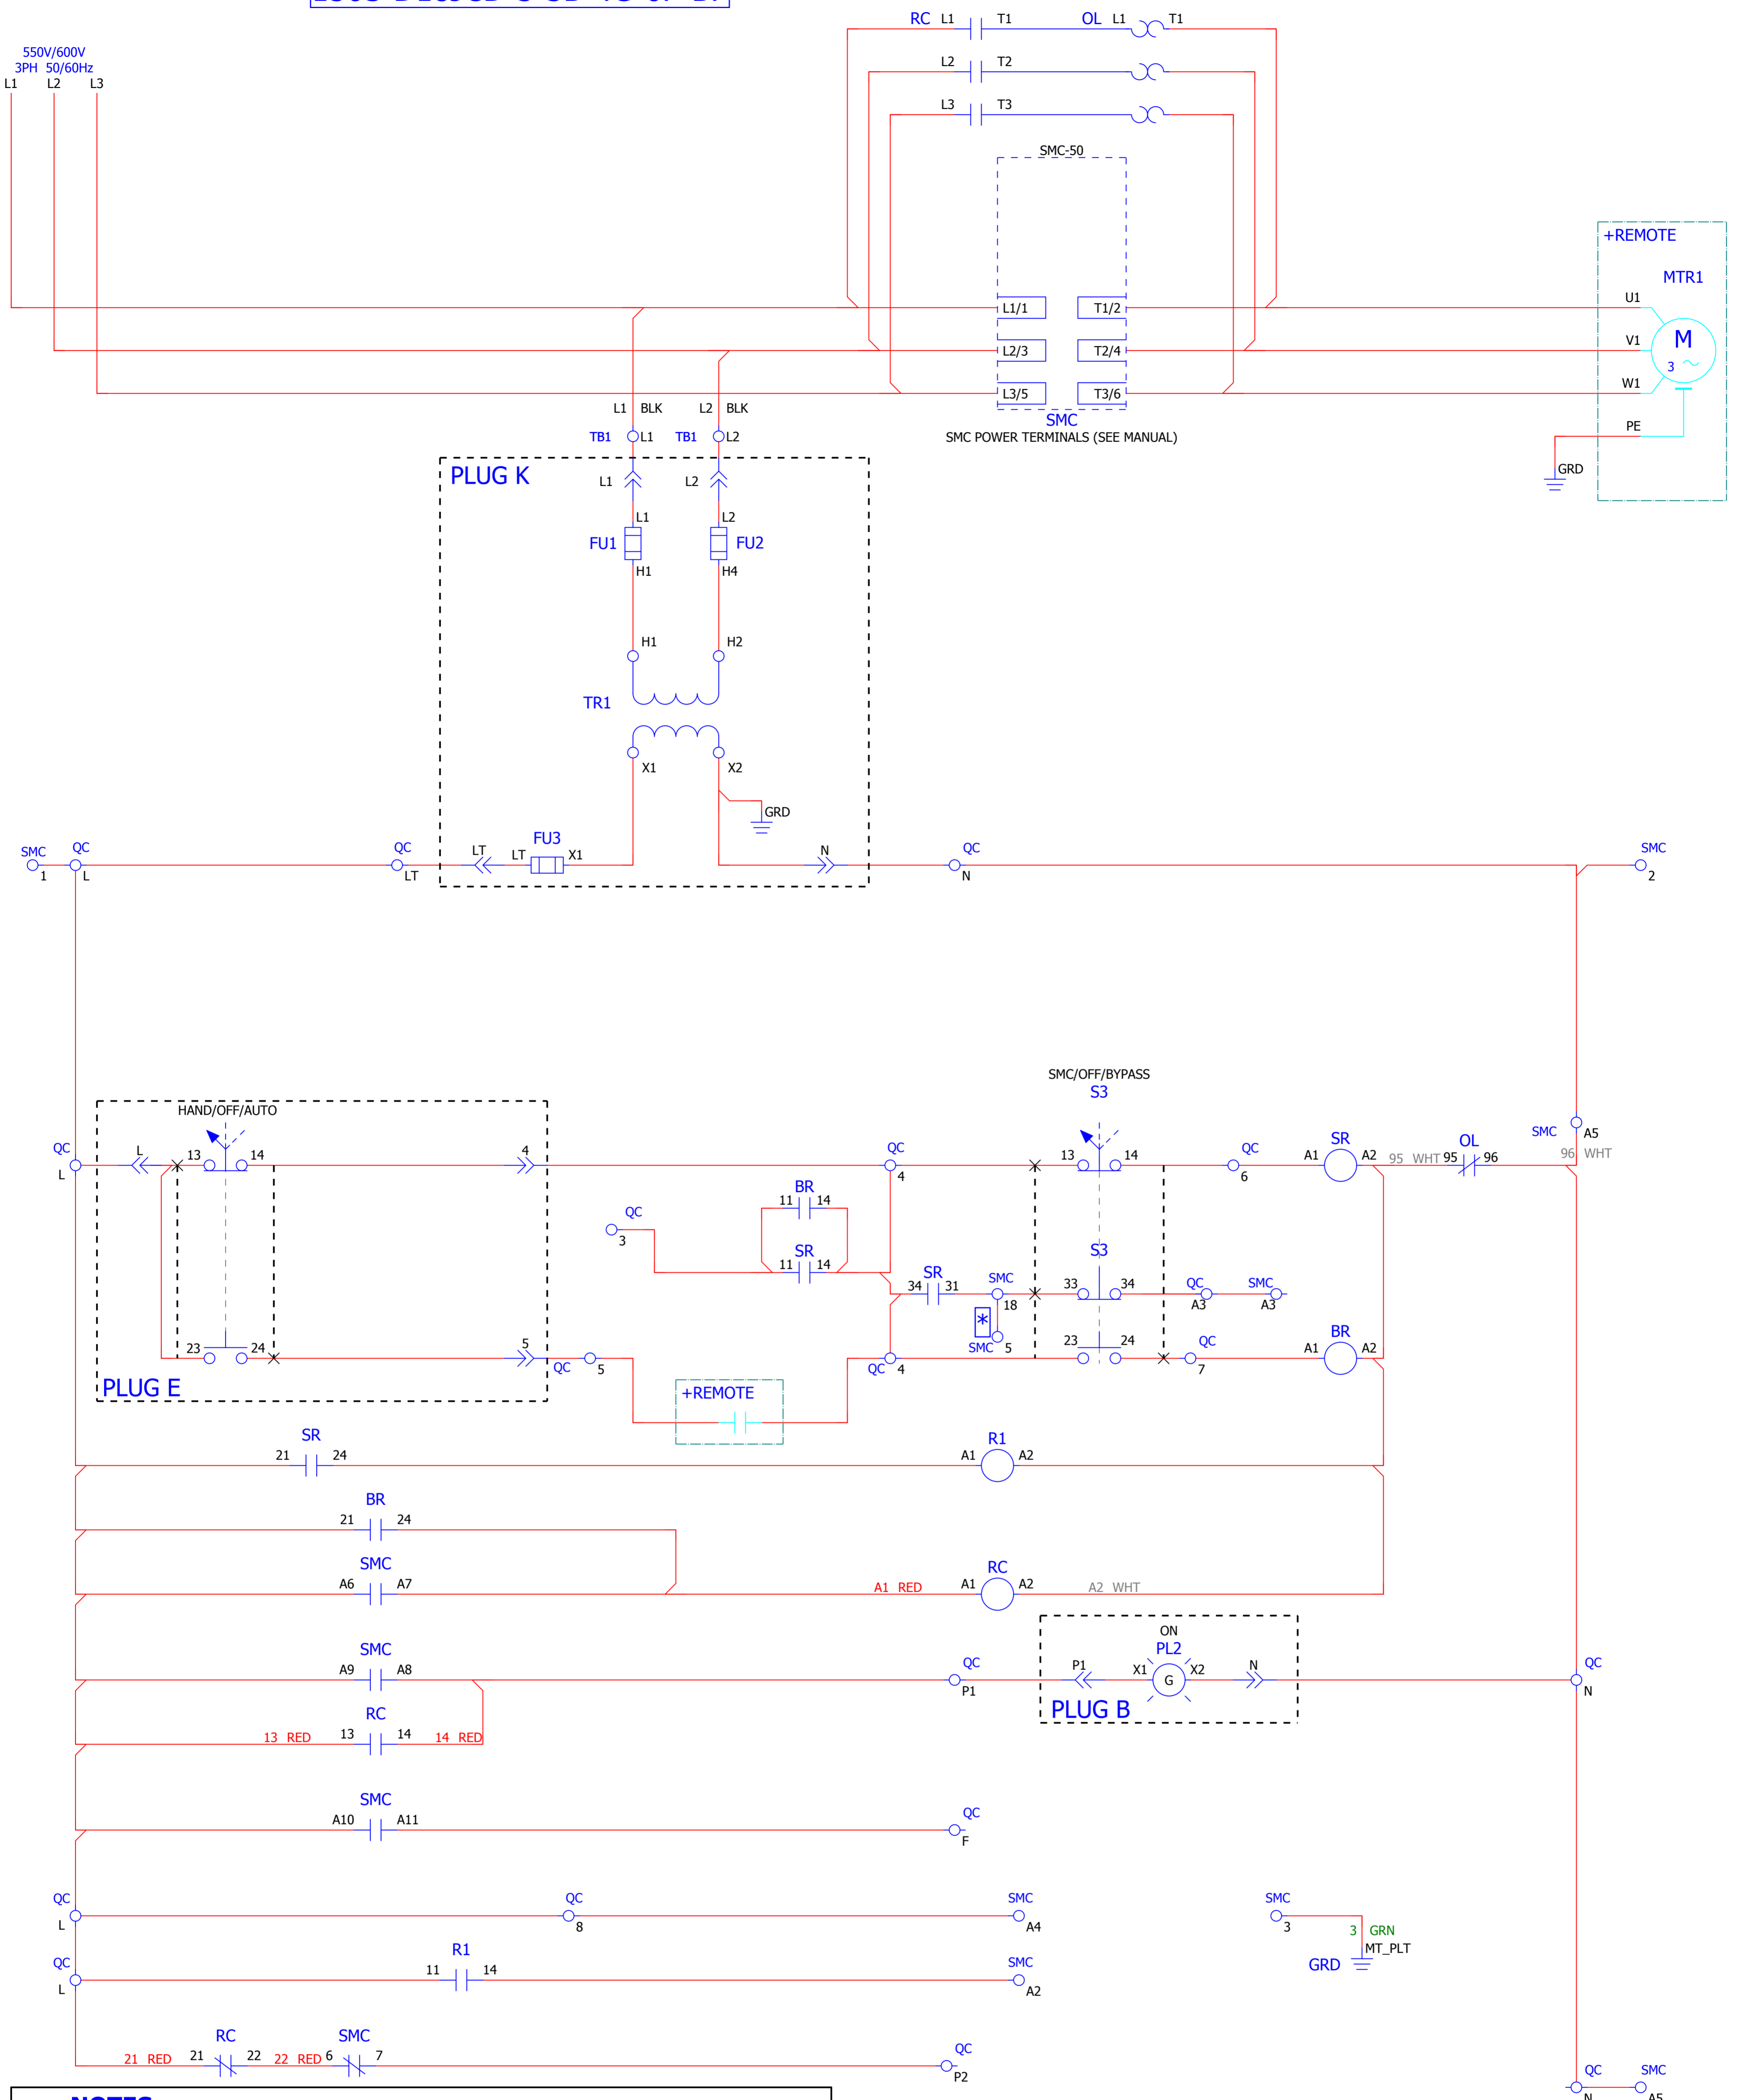 RC L1 T1 OL L1 T1
550V/600V
3PH 50/60Hz
L1 L2 L3
L2 T2
L3 T3
SMC-50
+REMOTE
MTR1
L1/1 T1/2 U1
L2/3 T2/4 V1
M
3
L3/5 T3/6 W1
L1 BLK L2 BLK
SMC
PE
TB1 L1 TB1 L2
SMC POWER TERMINALS (SEE MANUAL)
PLUG K
L1 L2
GRD
L1 L2
FU1 FU2
H1 H4
H1 H2
TR1
X1 X2
GRD
FU3
SMC QC QC LT LT X1 N QC SMC
1 L LT N 2
SMC/OFF/BYPASS
S3
HAND/OFF/AUTO
SMC A5
QC L 13 14 4 QC 13 14 QC SR OL
A1 A2 95 WHT 95 96 96 WHT
L 4 6
BR
11 14
QC
3
SR
11 14
S3
SR
34 31 SMC 33 34 QC SMC
18 A3 A3
*
SMC 5
23 24 5 QC 5 QC 4 23 24 QC 7 BR A1 A2
PLUG E
+REMOTE
SR
21 24
R1
A1 A2
BR
21 24
SMC
A6 A7
A1 RED
RC
A1 A2
A2 WHT
ON
SMC
A9 A8
QC
P1
P1 PL2 X1 G X2 N
QC
N
PLUG B
RC
13 RED 13 14 14 RED
SMC
A10 A11
QC
F
QC
L
QC
8
SMC
A4
SMC
3
3 GRN
MT_PLT
GRD
QC
L
R1
11 14
SMC
A2
RC SMC
21 RED 21 22 22 RED 6 7
QC
P2
QC SMC
N A5